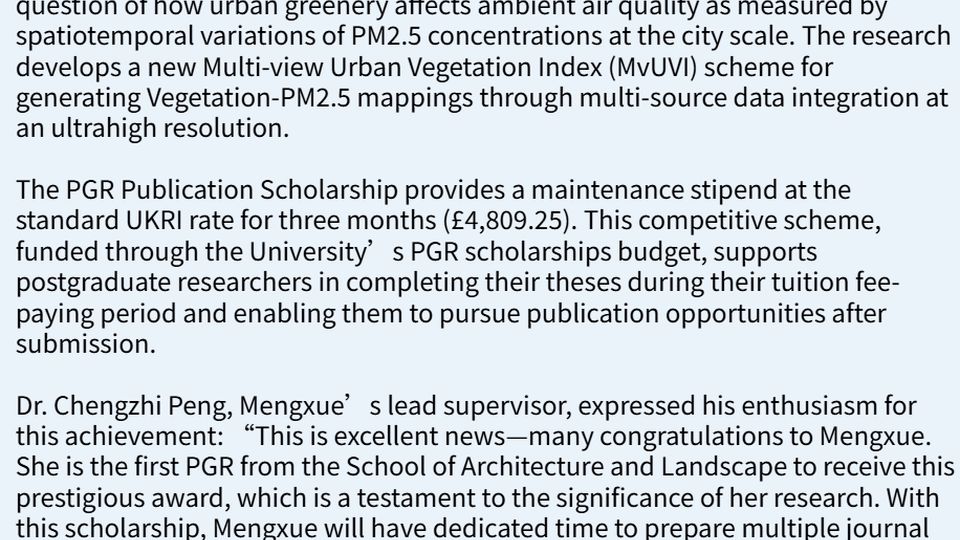 question of how urban greenery affects ambient air quality as measured by
spatiotemporal variations of PM2.5 concentrations at the city scale. The research
develops a new Multi-view Urban Vegetation Index (MvUVI) scheme for
generating Vegetation-PM2.5 mappings through multi-source data integration at
an ultrahigh resolution.
The PGR Publication Scholarship provides a maintenance stipend at the
standard UKRI rate for three months (£4,809.25). This competitive scheme,
funded through the University’s PGR scholarships budget, supports
postgraduate researchers in completing their theses during their tuition fee-
paying period and enabling them to pursue publication opportunities after
submission.
Dr. Chengzhi Peng, Mengxue’s lead supervisor, expressed his enthusiasm for
this achievement: “This is excellent news—many congratulations to Mengxue.
She is the first PGR from the School of Architecture and Landscape to receive this
prestigious award, which is a testament to the significance of her research. With
this scholarship, Mengxue will have dedicated time to prepare multiple journal